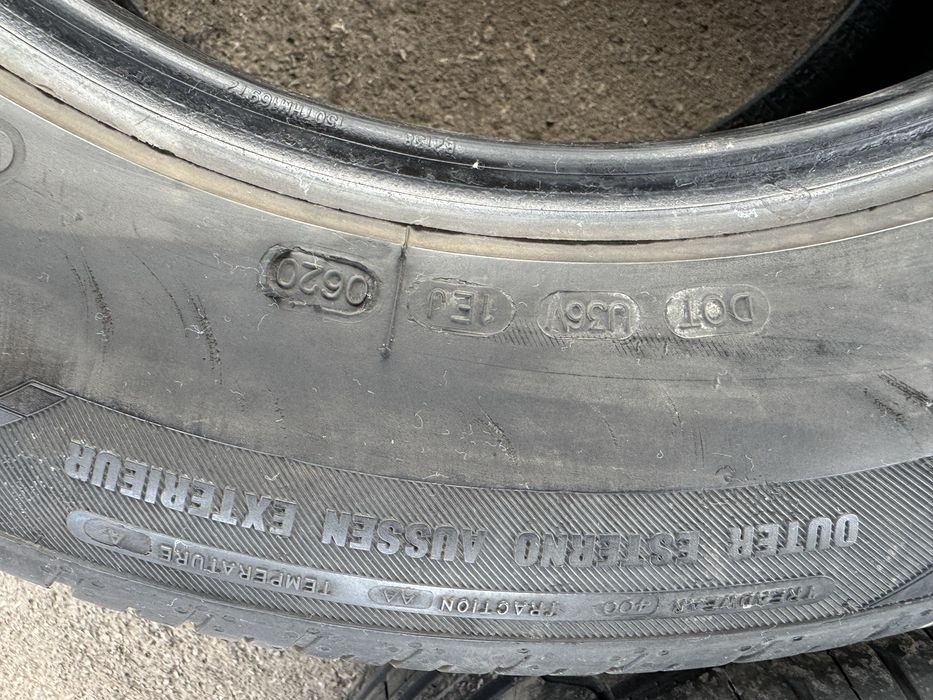 DOT U36V 1EJ 0620
OUTER ESTERNO AUSSEN EXTERIEUR
TREADWEAR 400 TRACTION AA TEMPERATURE A